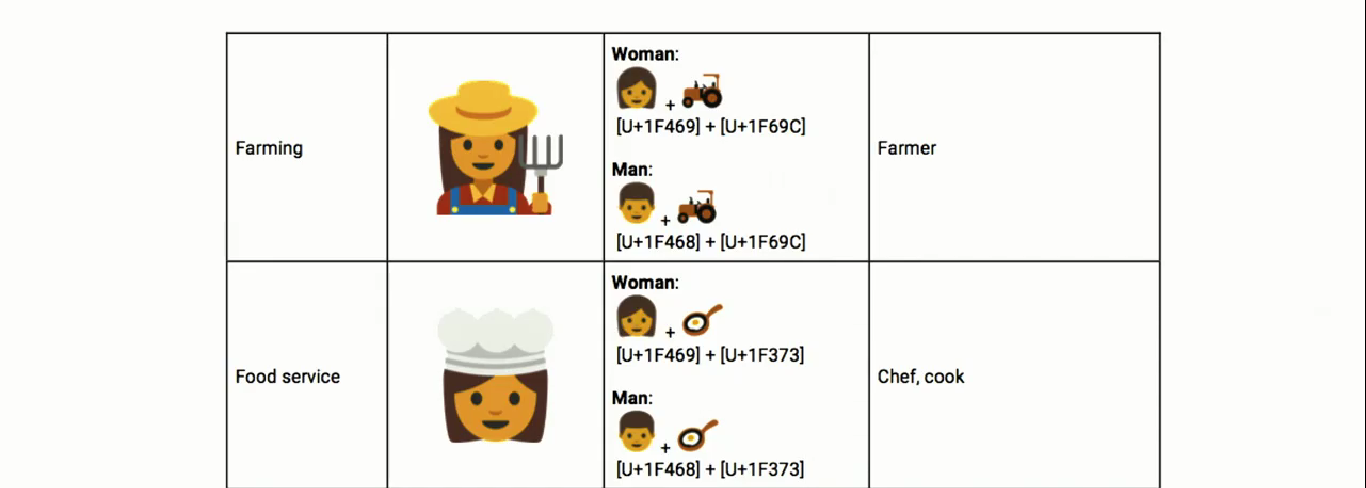 Farming
Woman:
+
[U+1F469] + [U+1F69C]
Man:
+
[U+1F468] + [U+1F69C]
Farmer
Food service
Woman:
+
[U+1F469] + [U+1F373]
Man:
+
[U+1F468] + [U+1F373]
Chef, cook